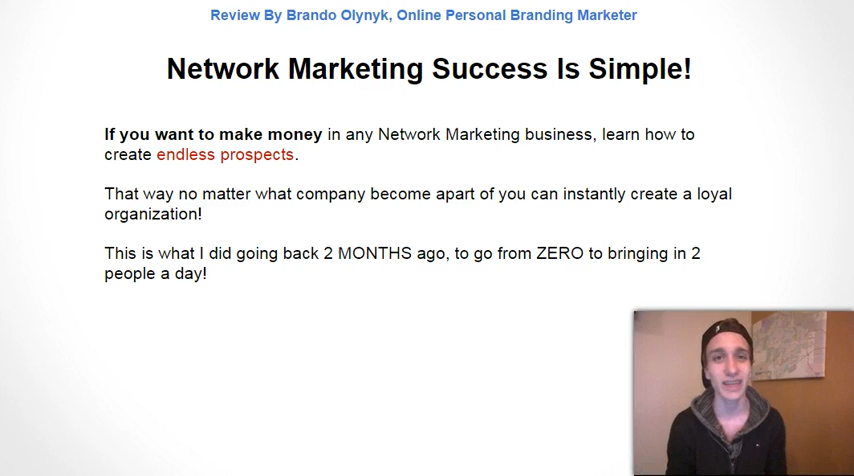 Review By Brando Olynyk, Online Personal Branding Marketer
Network Marketing Success Is Simple!
If you want to make money in any Network Marketing business, learn how to
create endless prospects.
That way no matter what company become apart of you can instantly create a loyal
organization!
This is what I did going back 2 MONTHS ago, to go from ZERO to bringing in 2
people a day!